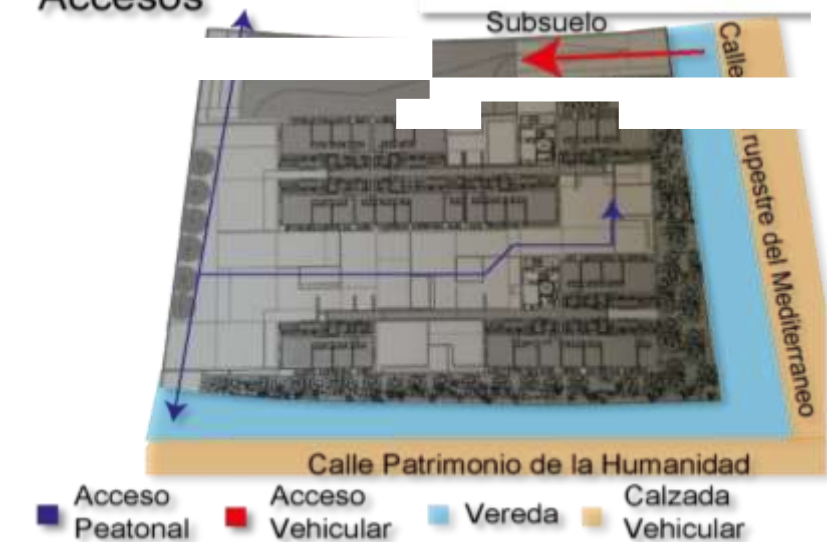 Accesos
Subsuelo
Calle
rupestre del Mediterraneo
Calle Patrimonio de la Humanidad
Acceso
Peatonal
Acceso
Vehicular
Vereda
Calzada
Vehicular